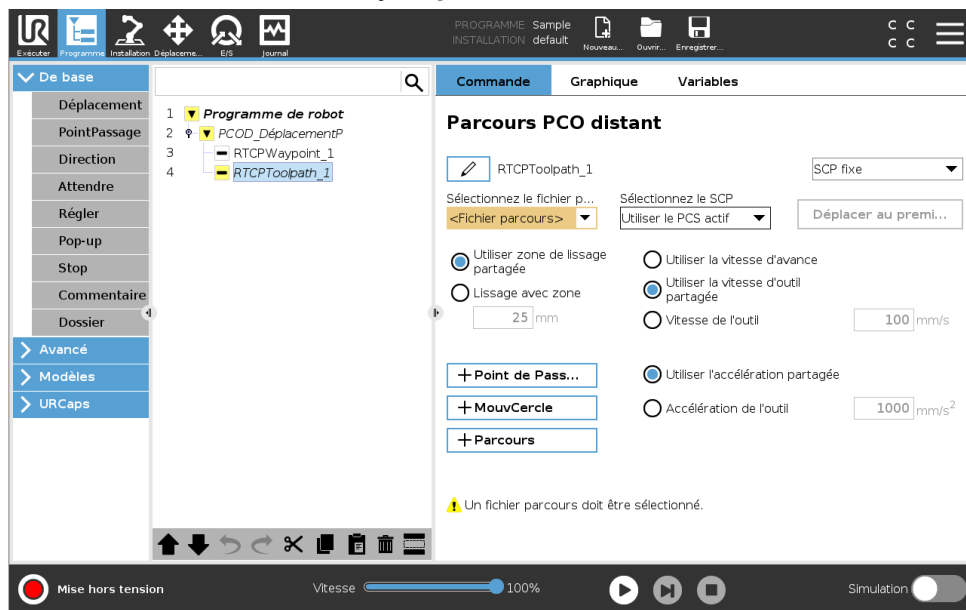 PROGRAMME Sample
INSTALLATION default
Exécuter Programme Installation Déplaceme... E/S Journal
Nouveau... Ouvrir... Enregistrer...
C C
C C
De base
Déplacement
PointPassage
Direction
Attendre
Régler
Pop-up
Stop
Commentaire
Dossier
Avancé
Modèles
URCaps
1 Programme de robot
2 PCOD_DéplacementP
3 RTCPWaypoint_1
4 RTCPToolpath_1
Commande Graphique Variables
Parcours PCO distant
RTCPToolpath_1
SCP fixe
Sélectionnez le fichier p...
Sélectionnez le SCP
<Fichier parcours>
Utiliser le PCS actif
Déplacer au premi...
Utiliser zone de lissage
partagée
Lissage avec zone
25 mm
Utiliser la vitesse d'avance
Utiliser la vitesse d'outil
partagée
Vitesse de l'outil 100 mm/s
+Point de Pass...
+MouvCercle
+Parcours
Utiliser l'accélération partagée
Accélération de l'outil 1000 mm/s²
Un fichier parcours doit être sélectionné.
Mise hors tension
Vitesse 100%
Simulation